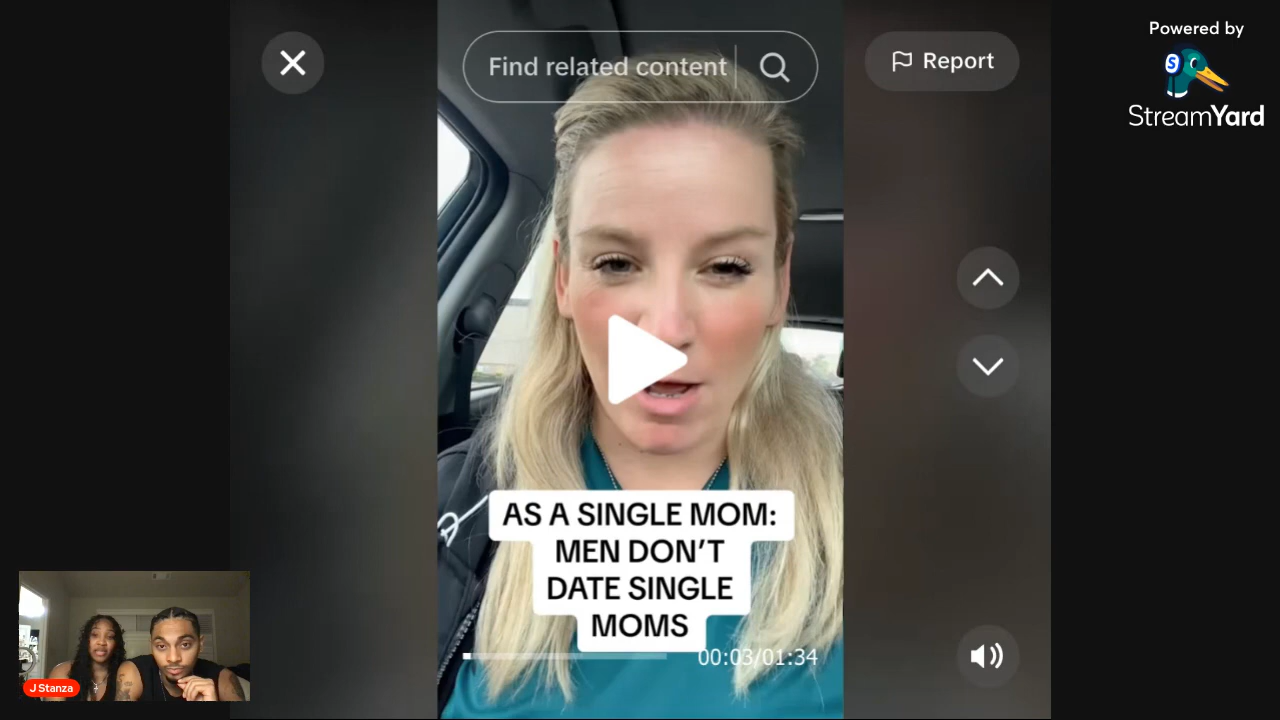 Find related content
Report
Powered by
S
StreamYard
AS A SINGLE MOM:
MEN DON'T
DATE SINGLE
MOMS
00:03/01:34
J Stanza